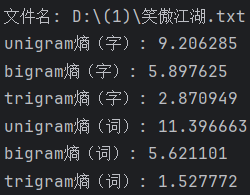 文件名: D:\(1)\笑傲江湖.txt
unigram熵（字）: 9.206285
bigram熵（字）: 5.897625
trigram熵（字）: 2.870949
unigram熵（词）: 11.396663
bigram熵（词）: 5.621101
trigram熵（词）: 1.527772